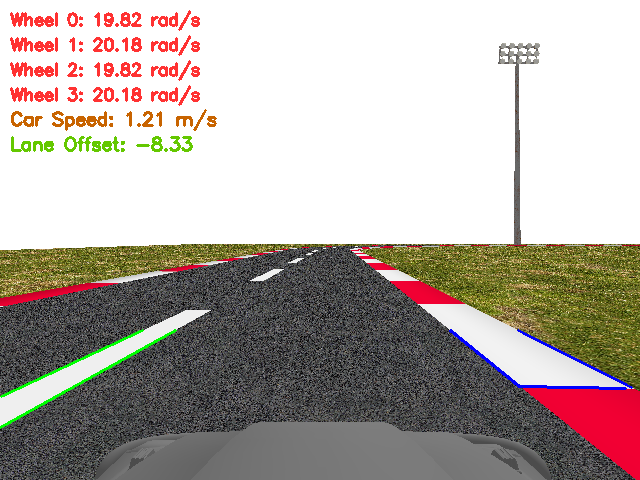 Wheel 0: 19.82 rad/s
Wheel 1: 20.18 rad/s
Wheel 2: 19.82 rad/s
Wheel 3: 20.18 rad/s
Car Speed: 1.21 m/s
Lane Offset: -8.33